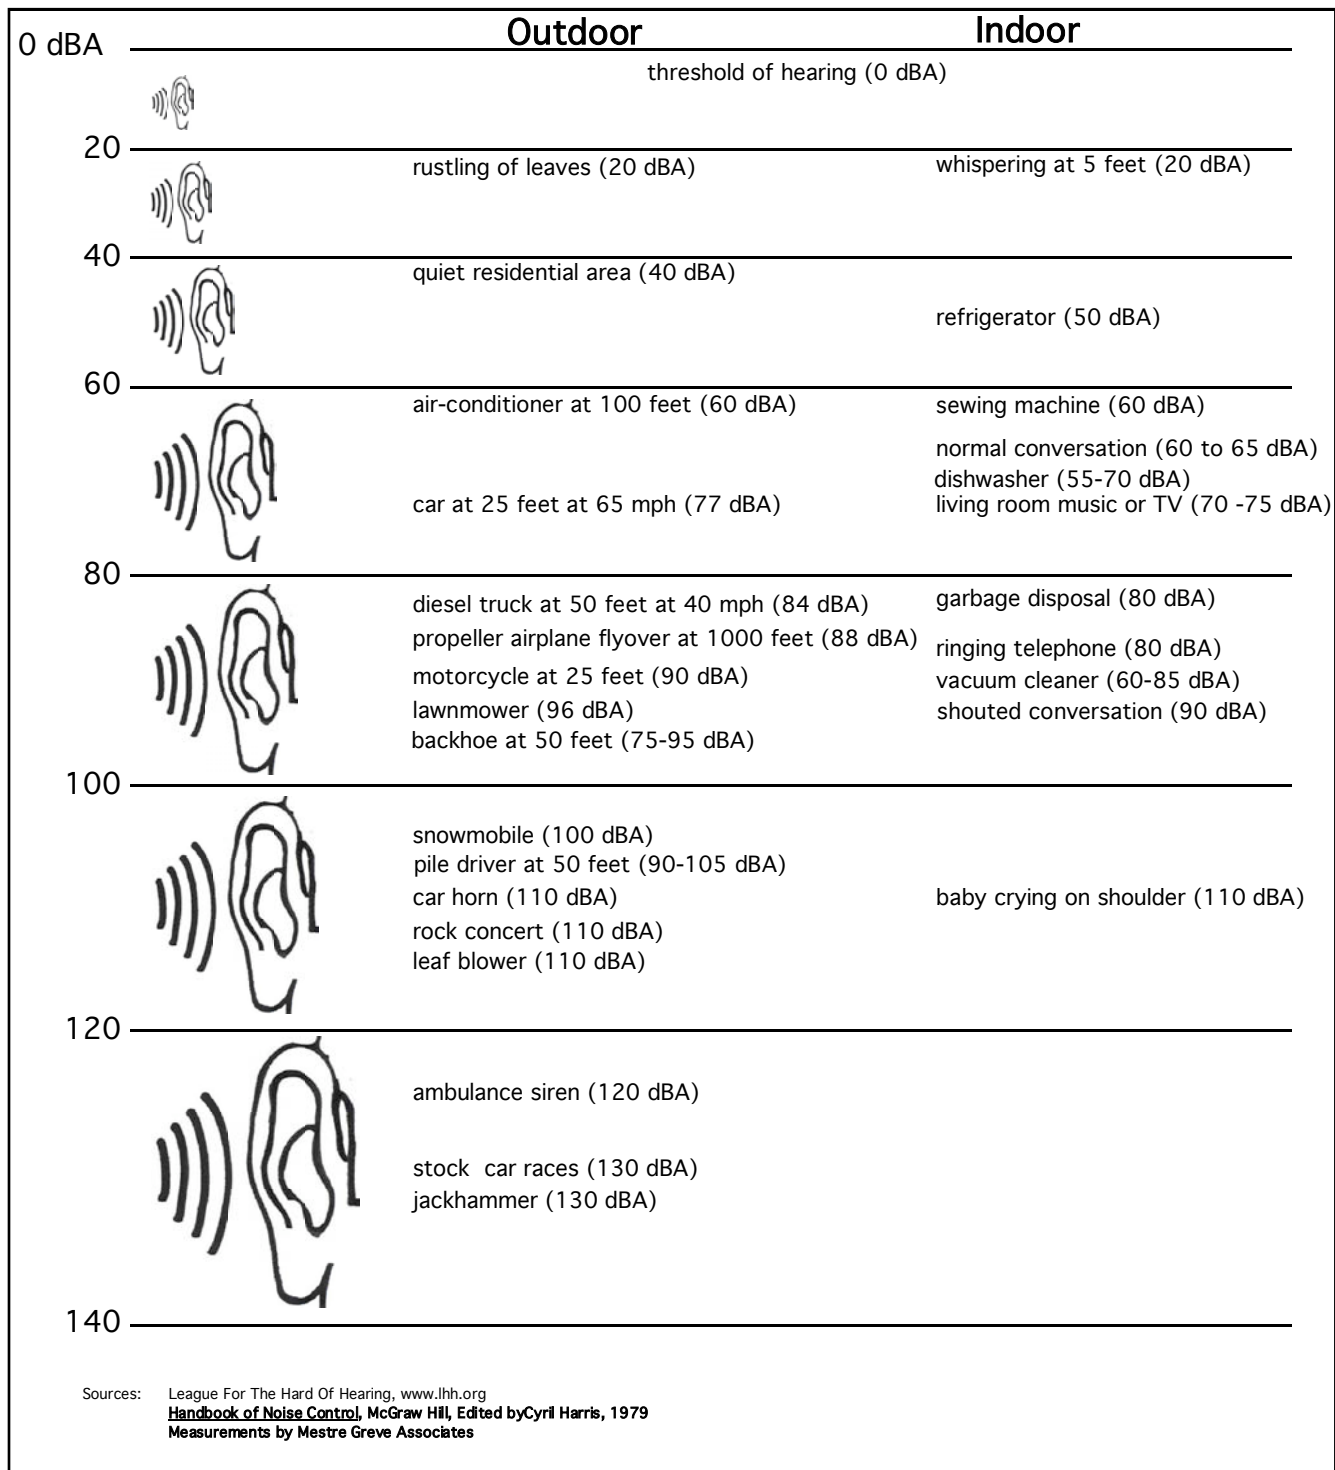 Outdoor Indoor
0 dBA
threshold of hearing (0 dBA)
20
rustling of leaves (20 dBA) whispering at 5 feet (20 dBA)
40
quiet residential area (40 dBA)
refrigerator (50 dBA)
60
air-conditioner at 100 feet (60 dBA) sewing machine (60 dBA)
normal conversation (60 to 65 dBA)
dishwasher (55-70 dBA)
car at 25 feet at 65 mph (77 dBA) living room music or TV (70 -75 dBA)
80
diesel truck at 50 feet at 40 mph (84 dBA) garbage disposal (80 dBA)
propeller airplane flyover at 1000 feet (88 dBA) ringing telephone (80 dBA)
motorcycle at 25 feet (90 dBA) vacuum cleaner (60-85 dBA)
lawnmower (96 dBA) shouted conversation (90 dBA)
backhoe at 50 feet (75-95 dBA)
100
snowmobile (100 dBA)
pile driver at 50 feet (90-105 dBA)
car horn (110 dBA) baby crying on shoulder (110 dBA)
rock concert (110 dBA)
leaf blower (110 dBA)
120
ambulance siren (120 dBA)
stock car races (130 dBA)
jackhammer (130 dBA)
140
Sources: League For The Hard Of Hearing, www.lhh.org
Handbook of Noise Control, McGraw Hill, Edited byCyril Harris, 1979
Measurements by Mestre Greve Associates